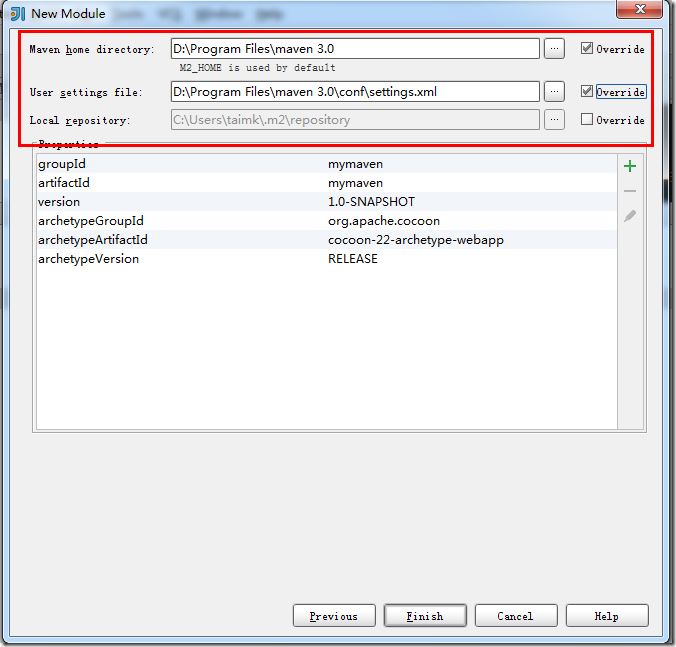 New Module
Maven home directory: D:\Program Files\maven 3.0 ... Override
M2_HOME is used by default
User settings file: D:\Program Files\maven 3.0\conf\settings.xml ... Override
Local repository: C:\Users\taimk\.m2\repository ... Override
Properties
groupId mymaven
artifactId mymaven
version 1.0-SNAPSHOT
archetypeGroupId org.apache.cocoon
archetypeArtifactId cocoon-22-archetype-webapp
archetypeVersion RELEASE
Previous Finish Cancel Help